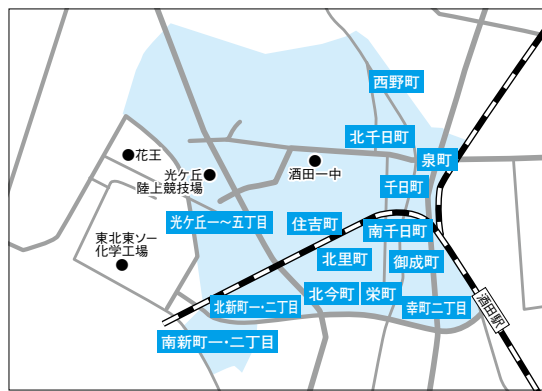 西野町
北千日町
泉町
花王
光ケ丘
陸上競技場
酒田一中
千日町
光ケ丘一～五丁目
住吉町
南千日町
東北東ソー
化学工場
北里町
御成町
北新町一・二丁目
北今町
栄町
幸町二丁目
酒田駅
南新町一・二丁目